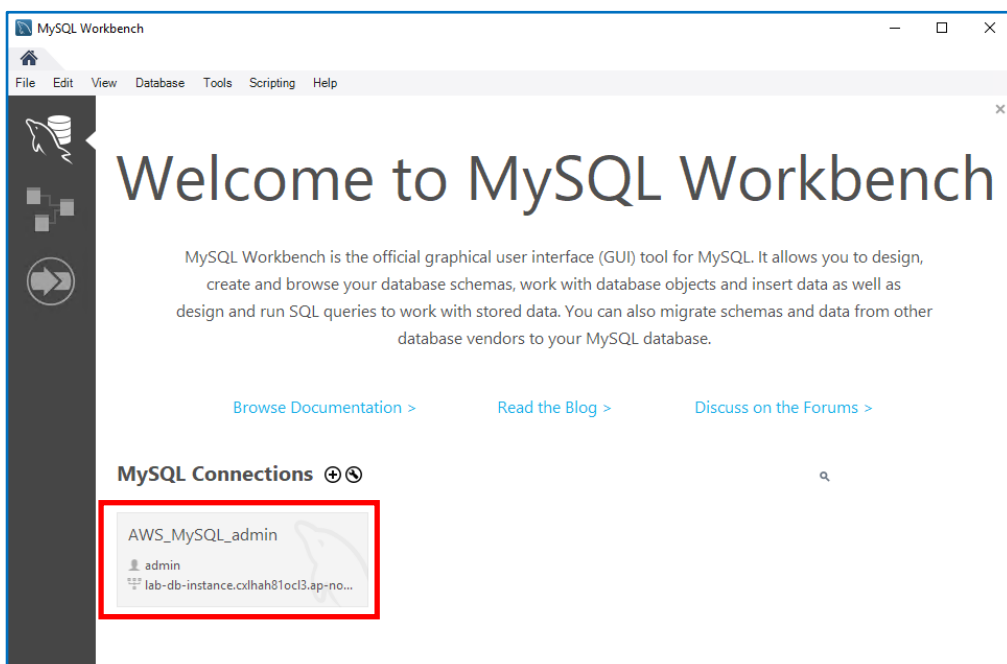 MySQL Workbench
File Edit View Database Tools Scripting Help
Welcome to MySQL Workbench
MySQL Workbench is the official graphical user interface (GUI) tool for MySQL. It allows you to design,
create and browse your database schemas, work with database objects and insert data as well as
design and run SQL queries to work with stored data. You can also migrate schemas and data from other
database vendors to your MySQL database.
Browse Documentation > Read the Blog > Discuss on the Forums >
MySQL Connections
AWS_MySQL_admin
admin
lab-db-instance.cxlhah81ocl3.ap-no...